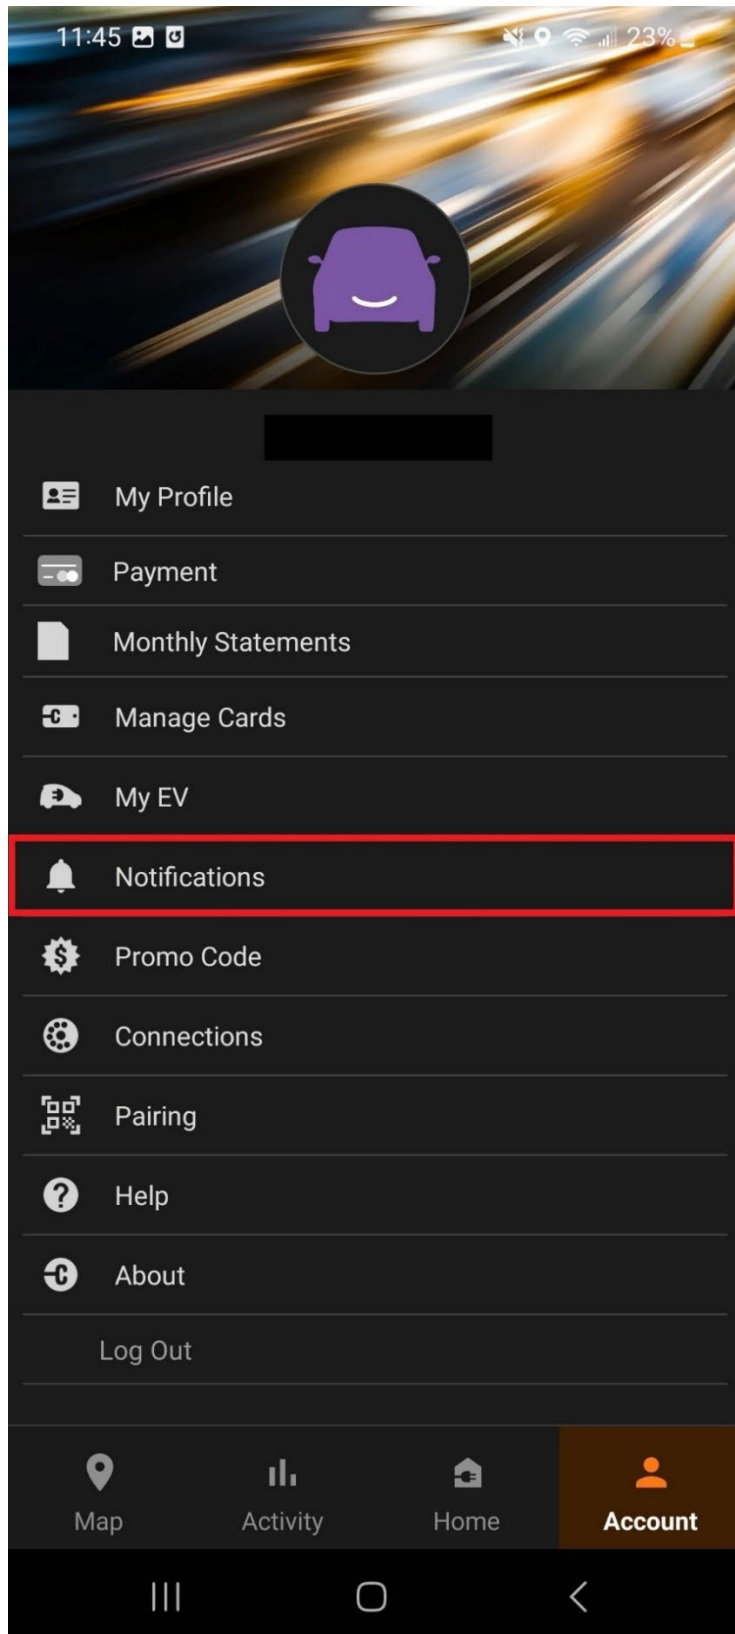 11:45 23%
My Profile
Payment
Monthly Statements
Manage Cards
My EV
Notifications
Promo Code
Connections
Pairing
Help
About
Log Out
Map Activity Home Account